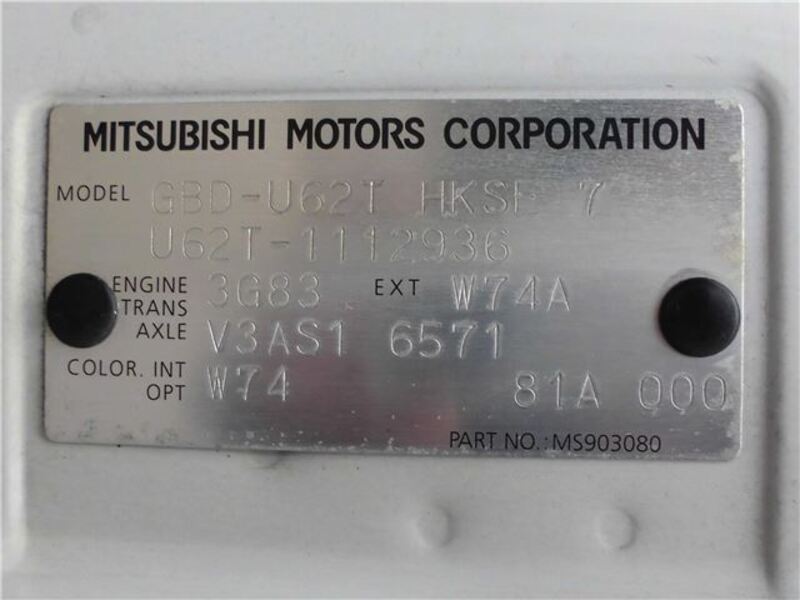 MITSUBISHI MOTORS CORPORATION
MODEL GBD-U62T HKSF 7
U62T-1112936
ENGINE 3G83 EXT W74A
.TRANS
AXLE V3AS1 6571
COLOR. INT
OPT W74 81A 000
PART NO.: MS903080